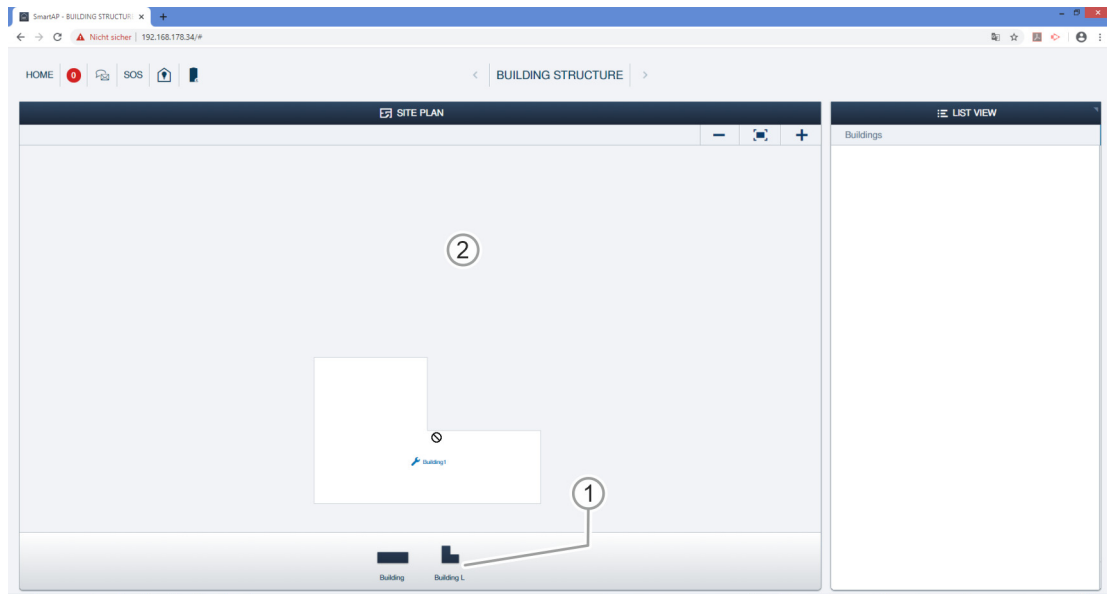 SmartAP - BUILDING STRUCTUR
Nicht sicher | 192.168.178.34/#
HOME 0 SOS
BUILDING STRUCTURE
SITE PLAN
LIST VIEW
Buildings
2
Building1
1
Building
Building L